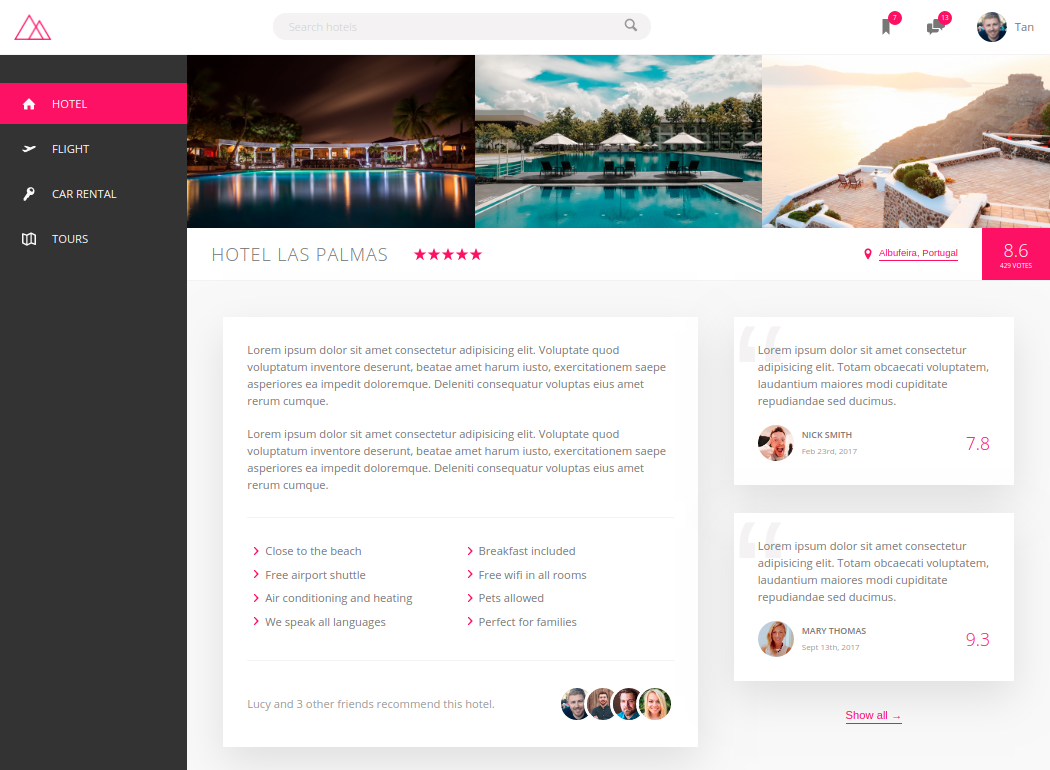 Search hotels
7
13
Tan
HOTEL
FLIGHT
CAR RENTAL
TOURS
HOTEL LAS PALMAS
Albufeira, Portugal
8.6
429 VOTES
Lorem ipsum dolor sit amet consectetur adipisicing elit. Voluptate quod
voluptatum inventore deserunt, beatae amet harum iusto, exercitationem saepe
asperiores ea impedit doloremque. Deleniti consequatur voluptas eius amet
rerum cumque.
Lorem ipsum dolor sit amet consectetur adipisicing elit. Voluptate quod
voluptatum inventore deserunt, beatae amet harum iusto, exercitationem saepe
asperiores ea impedit doloremque. Deleniti consequatur voluptas eius amet
rerum cumque.
Close to the beach
Free airport shuttle
Air conditioning and heating
We speak all languages
Breakfast included
Free wifi in all rooms
Pets allowed
Perfect for families
Lucy and 3 other friends recommend this hotel.
“
Lorem ipsum dolor sit amet consectetur
adipisicing elit. Totam obcaecati voluptatem,
laudantium maiores modi cupiditate
repudiandae sed ducimus.
NICK SMITH
Feb 23rd, 2017
7.8
“
Lorem ipsum dolor sit amet consectetur
adipisicing elit. Totam obcaecati voluptatem,
laudantium maiores modi cupiditate
repudiandae sed ducimus.
MARY THOMAS
Sept 13th, 2017
9.3
Show all →